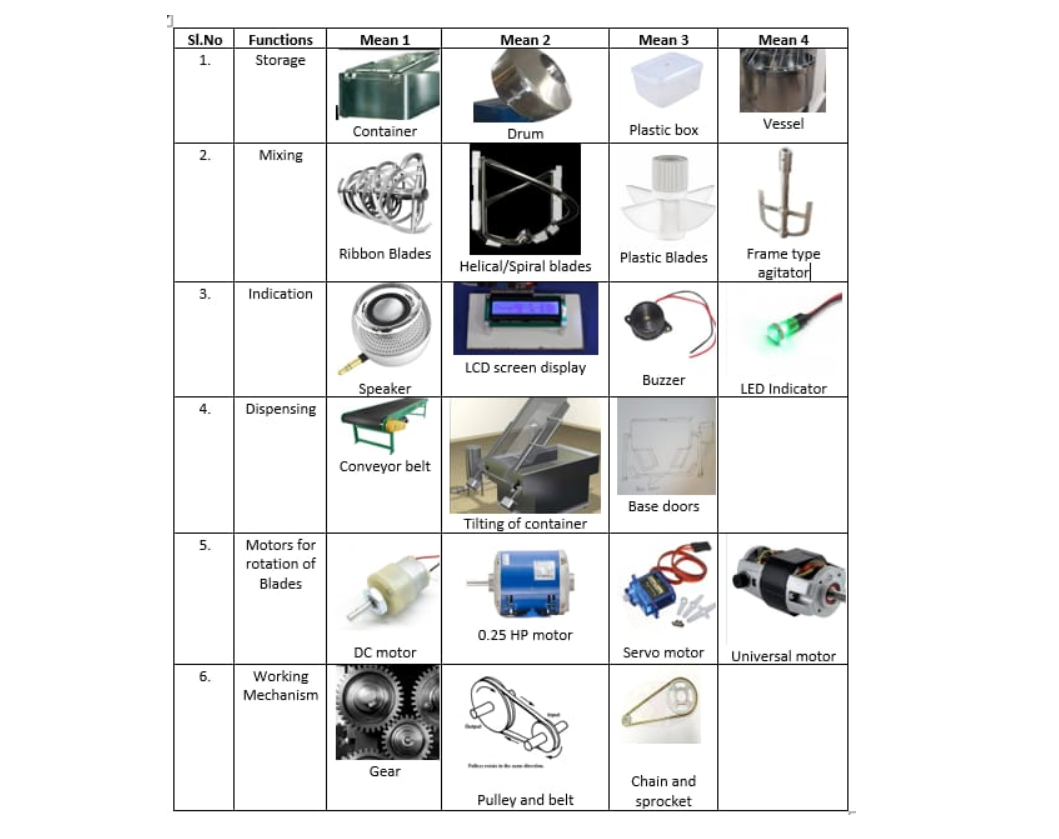 Sl.No Functions Mean 1 Mean 2 Mean 3 Mean 4
1. Storage
Container Drum Plastic box Vessel
2. Mixing
Ribbon Blades Helical/Spiral blades Plastic Blades Frame type
agitator
3. Indication
Speaker LCD screen display Buzzer LED Indicator
4. Dispensing
Conveyor belt Tilting of container Base doors
5. Motors for
rotation of
Blades
DC motor 0.25 HP motor Servo motor Universal motor
6. Working
Mechanism
Output
Input
Pulleys rotate in the same direction.
Gear Pulley and belt Chain and
sprocket